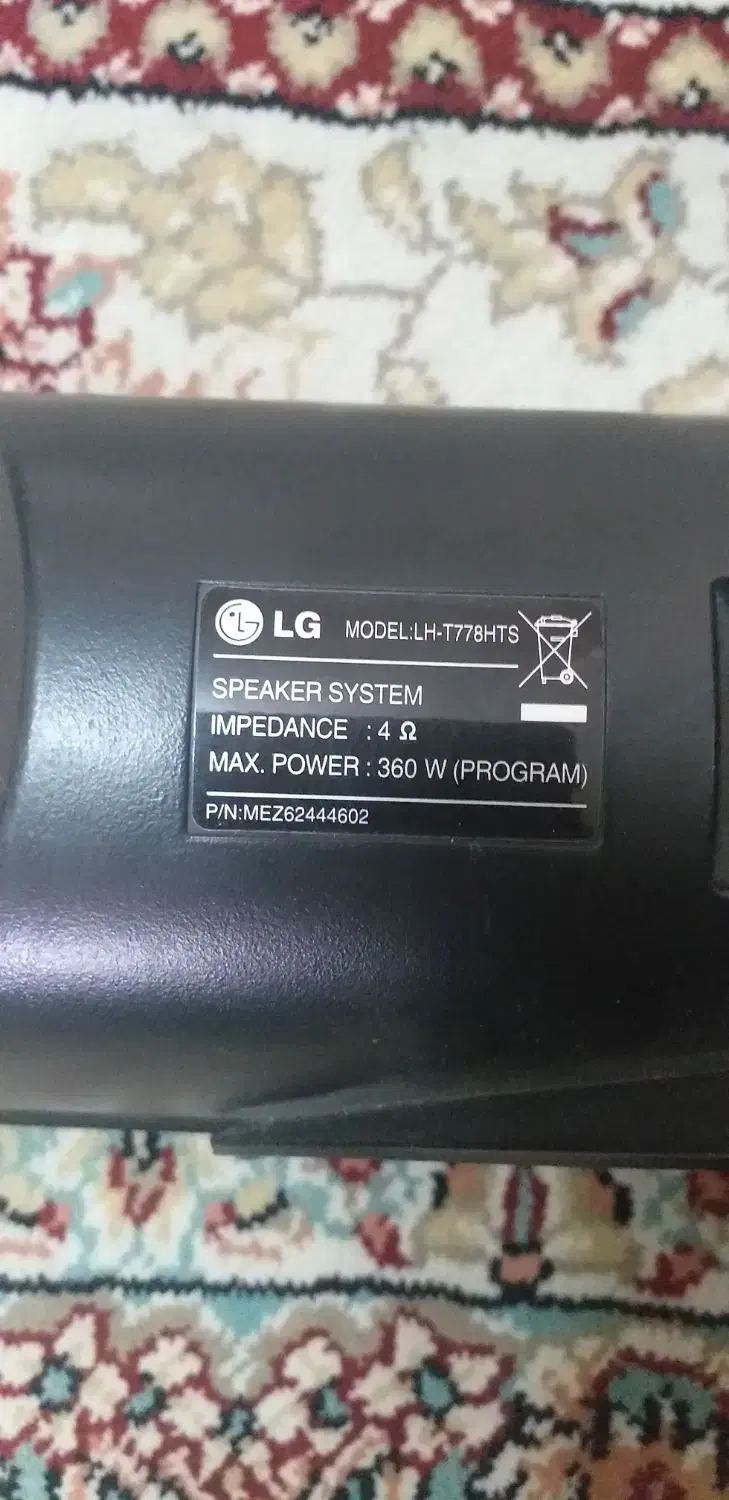 LG MODEL:LH-T778HTS
SPEAKER SYSTEM
IMPEDANCE : 4 Ω
MAX. POWER : 360 W (PROGRAM)
P/N:MEZ62444602